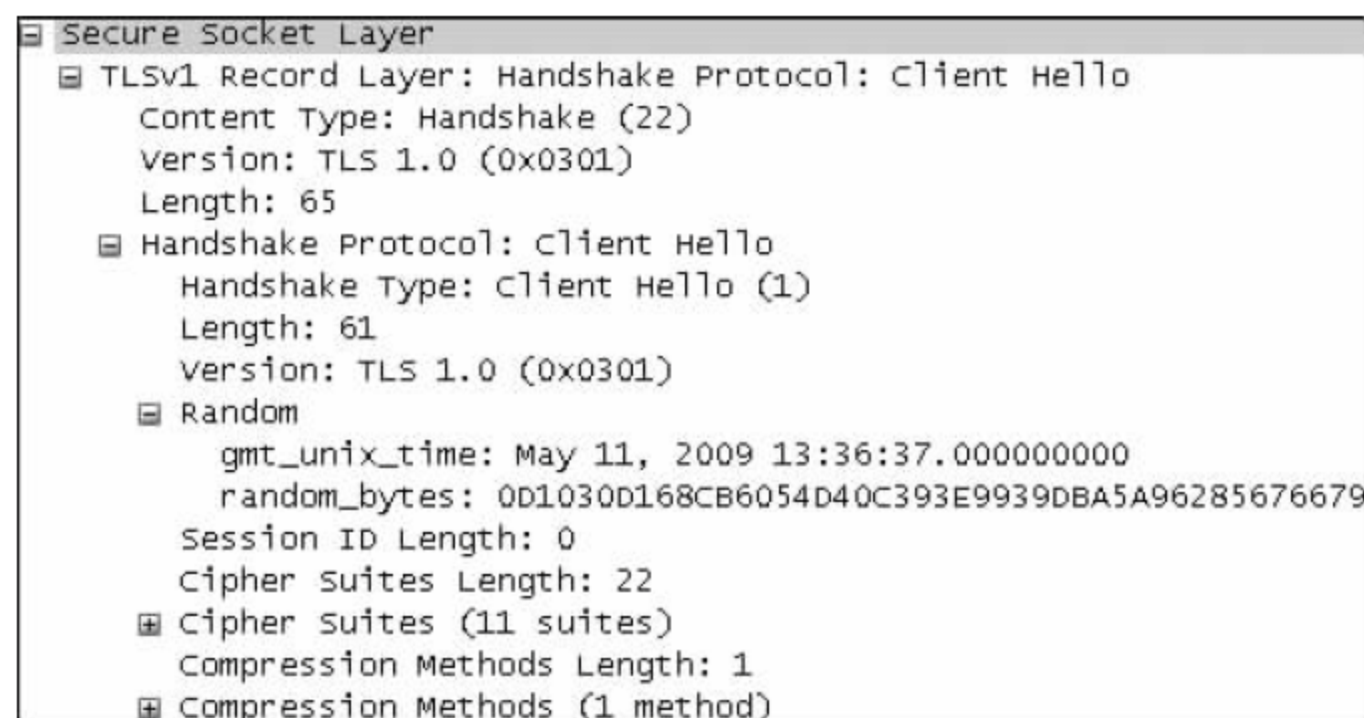 Secure Socket Layer
TLSv1 Record Layer: Handshake Protocol: Client Hello
Content Type: Handshake (22)
Version: TLS 1.0 (0x0301)
Length: 65
Handshake Protocol: Client Hello
Handshake Type: Client Hello (1)
Length: 61
Version: TLS 1.0 (0x0301)
Random
gmt_unix_time: May 11, 2009 13:36:37.000000000
random_bytes: 0D1030D168CB6054D40C393E9939DBA5A96285676679
Session ID Length: 0
Cipher Suites Length: 22
Cipher Suites (11 suites)
Compression Methods Length: 1
Compression Methods (1 method)